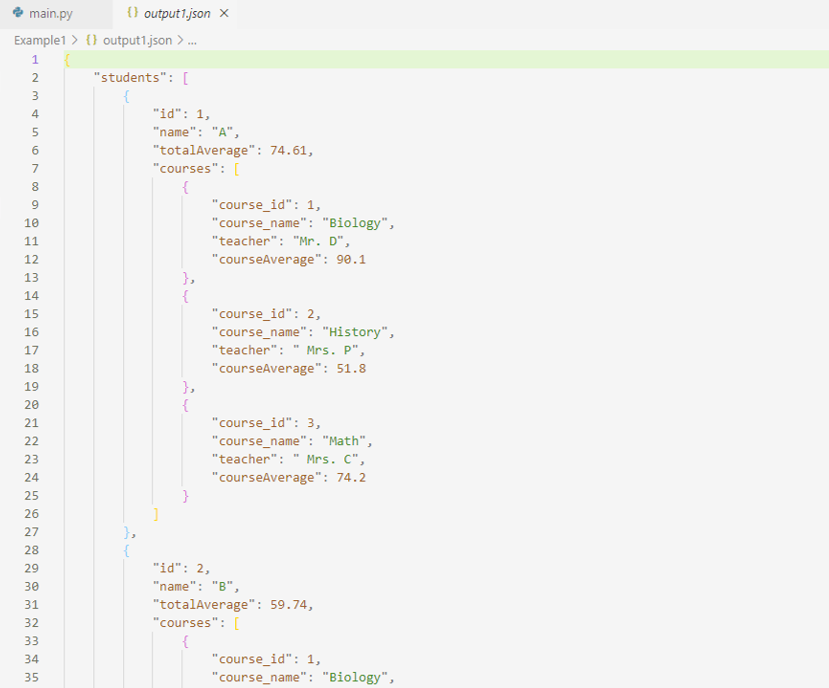 main.py {} output1.json ×
Example1 > {} output1.json > ...
1 {
2 "students": [
3 {
4 "id": 1,
5 "name": "A",
6 "totalAverage": 74.61,
7 "courses": [
8 {
9 "course_id": 1,
10 "course_name": "Biology",
11 "teacher": "Mr. D",
12 "courseAverage": 90.1
13 },
14 {
15 "course_id": 2,
16 "course_name": "History",
17 "teacher": " Mrs. P",
18 "courseAverage": 51.8
19 },
20 {
21 "course_id": 3,
22 "course_name": "Math",
23 "teacher": " Mrs. C",
24 "courseAverage": 74.2
25 }
26 ]
27 },
28 {
29 "id": 2,
30 "name": "B",
31 "totalAverage": 59.74,
32 "courses": [
33 {
34 "course_id": 1,
35 "course_name": "Biology",